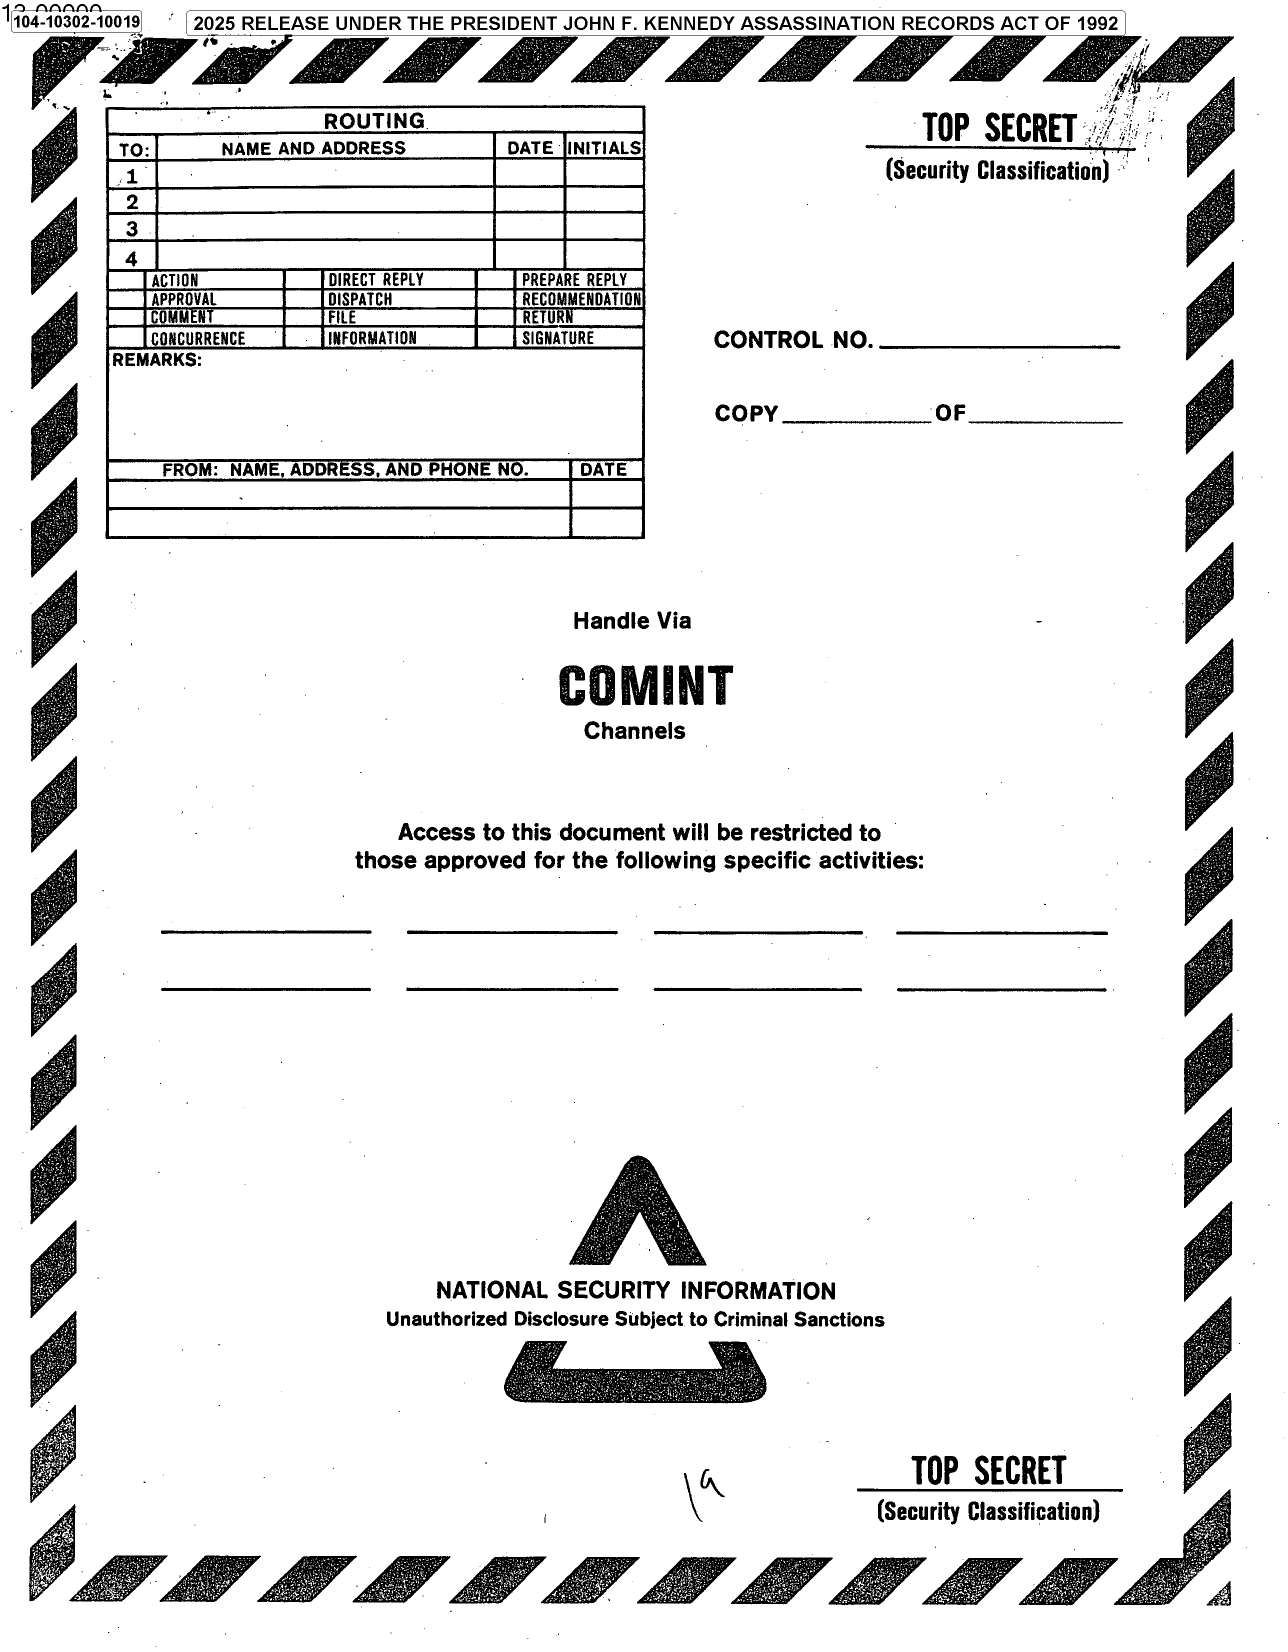 104-10302-10019
2025 RELEASE UNDER THE PRESIDENT JOHN F. KENNEDY ASSASSINATION RECORDS ACT OF 1992
ROUTING
TO: NAME AND ADDRESS DATE INITIALS
1
2
3
4
ACTION DIRECT REPLY PREPARE REPLY
APPROVAL DISPATCH RECOMMENDATION
COMMENT FILE RETURN
CONCURRENCE INFORMATION SIGNATURE
REMARKS:
FROM: NAME, ADDRESS, AND PHONE NO. DATE
TOP SECRET
(Security Classification)
CONTROL NO.
COPY OF
Handle Via
COMINT
Channels
Access to this document will be restricted to
those approved for the following specific activities:
NATIONAL SECURITY INFORMATION
Unauthorized Disclosure Subject to Criminal Sanctions
TOP SECRET
(Security Classification)